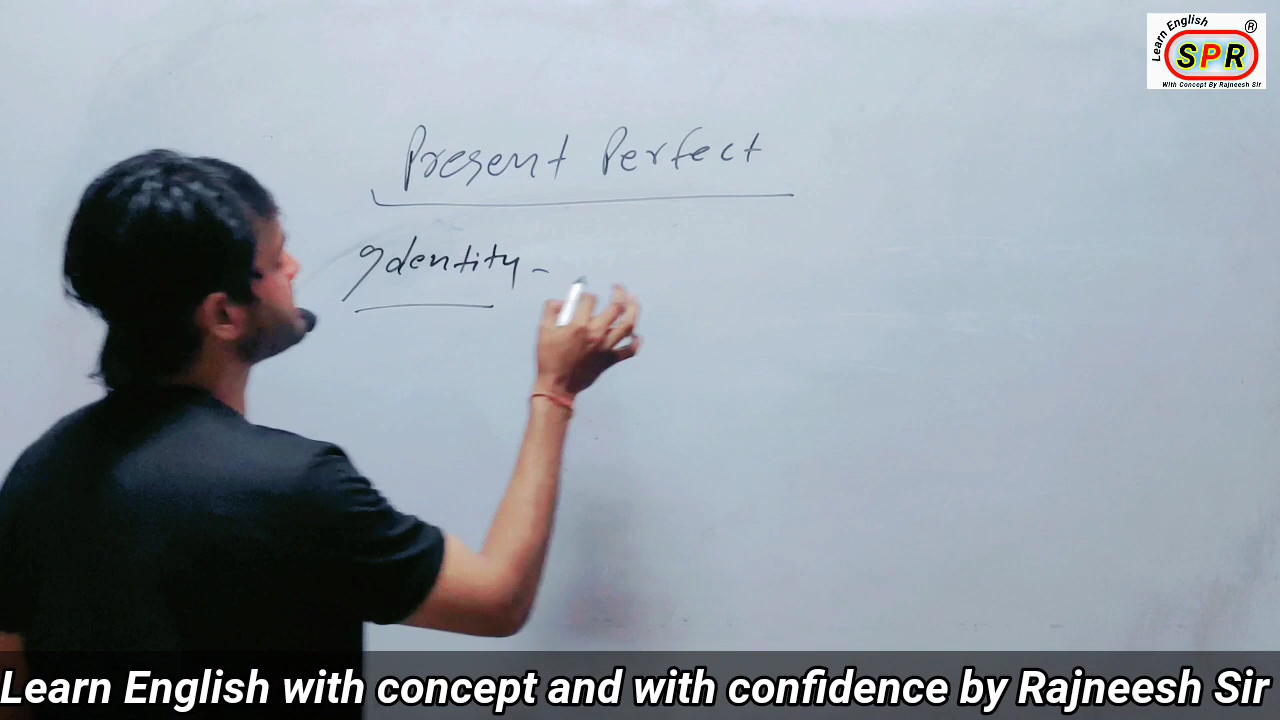 Learn English
®
SPR
With Concept By Rajneesh Sir
Present Perfect
Identity -
Learn English with concept and with confidence by Rajneesh Sir